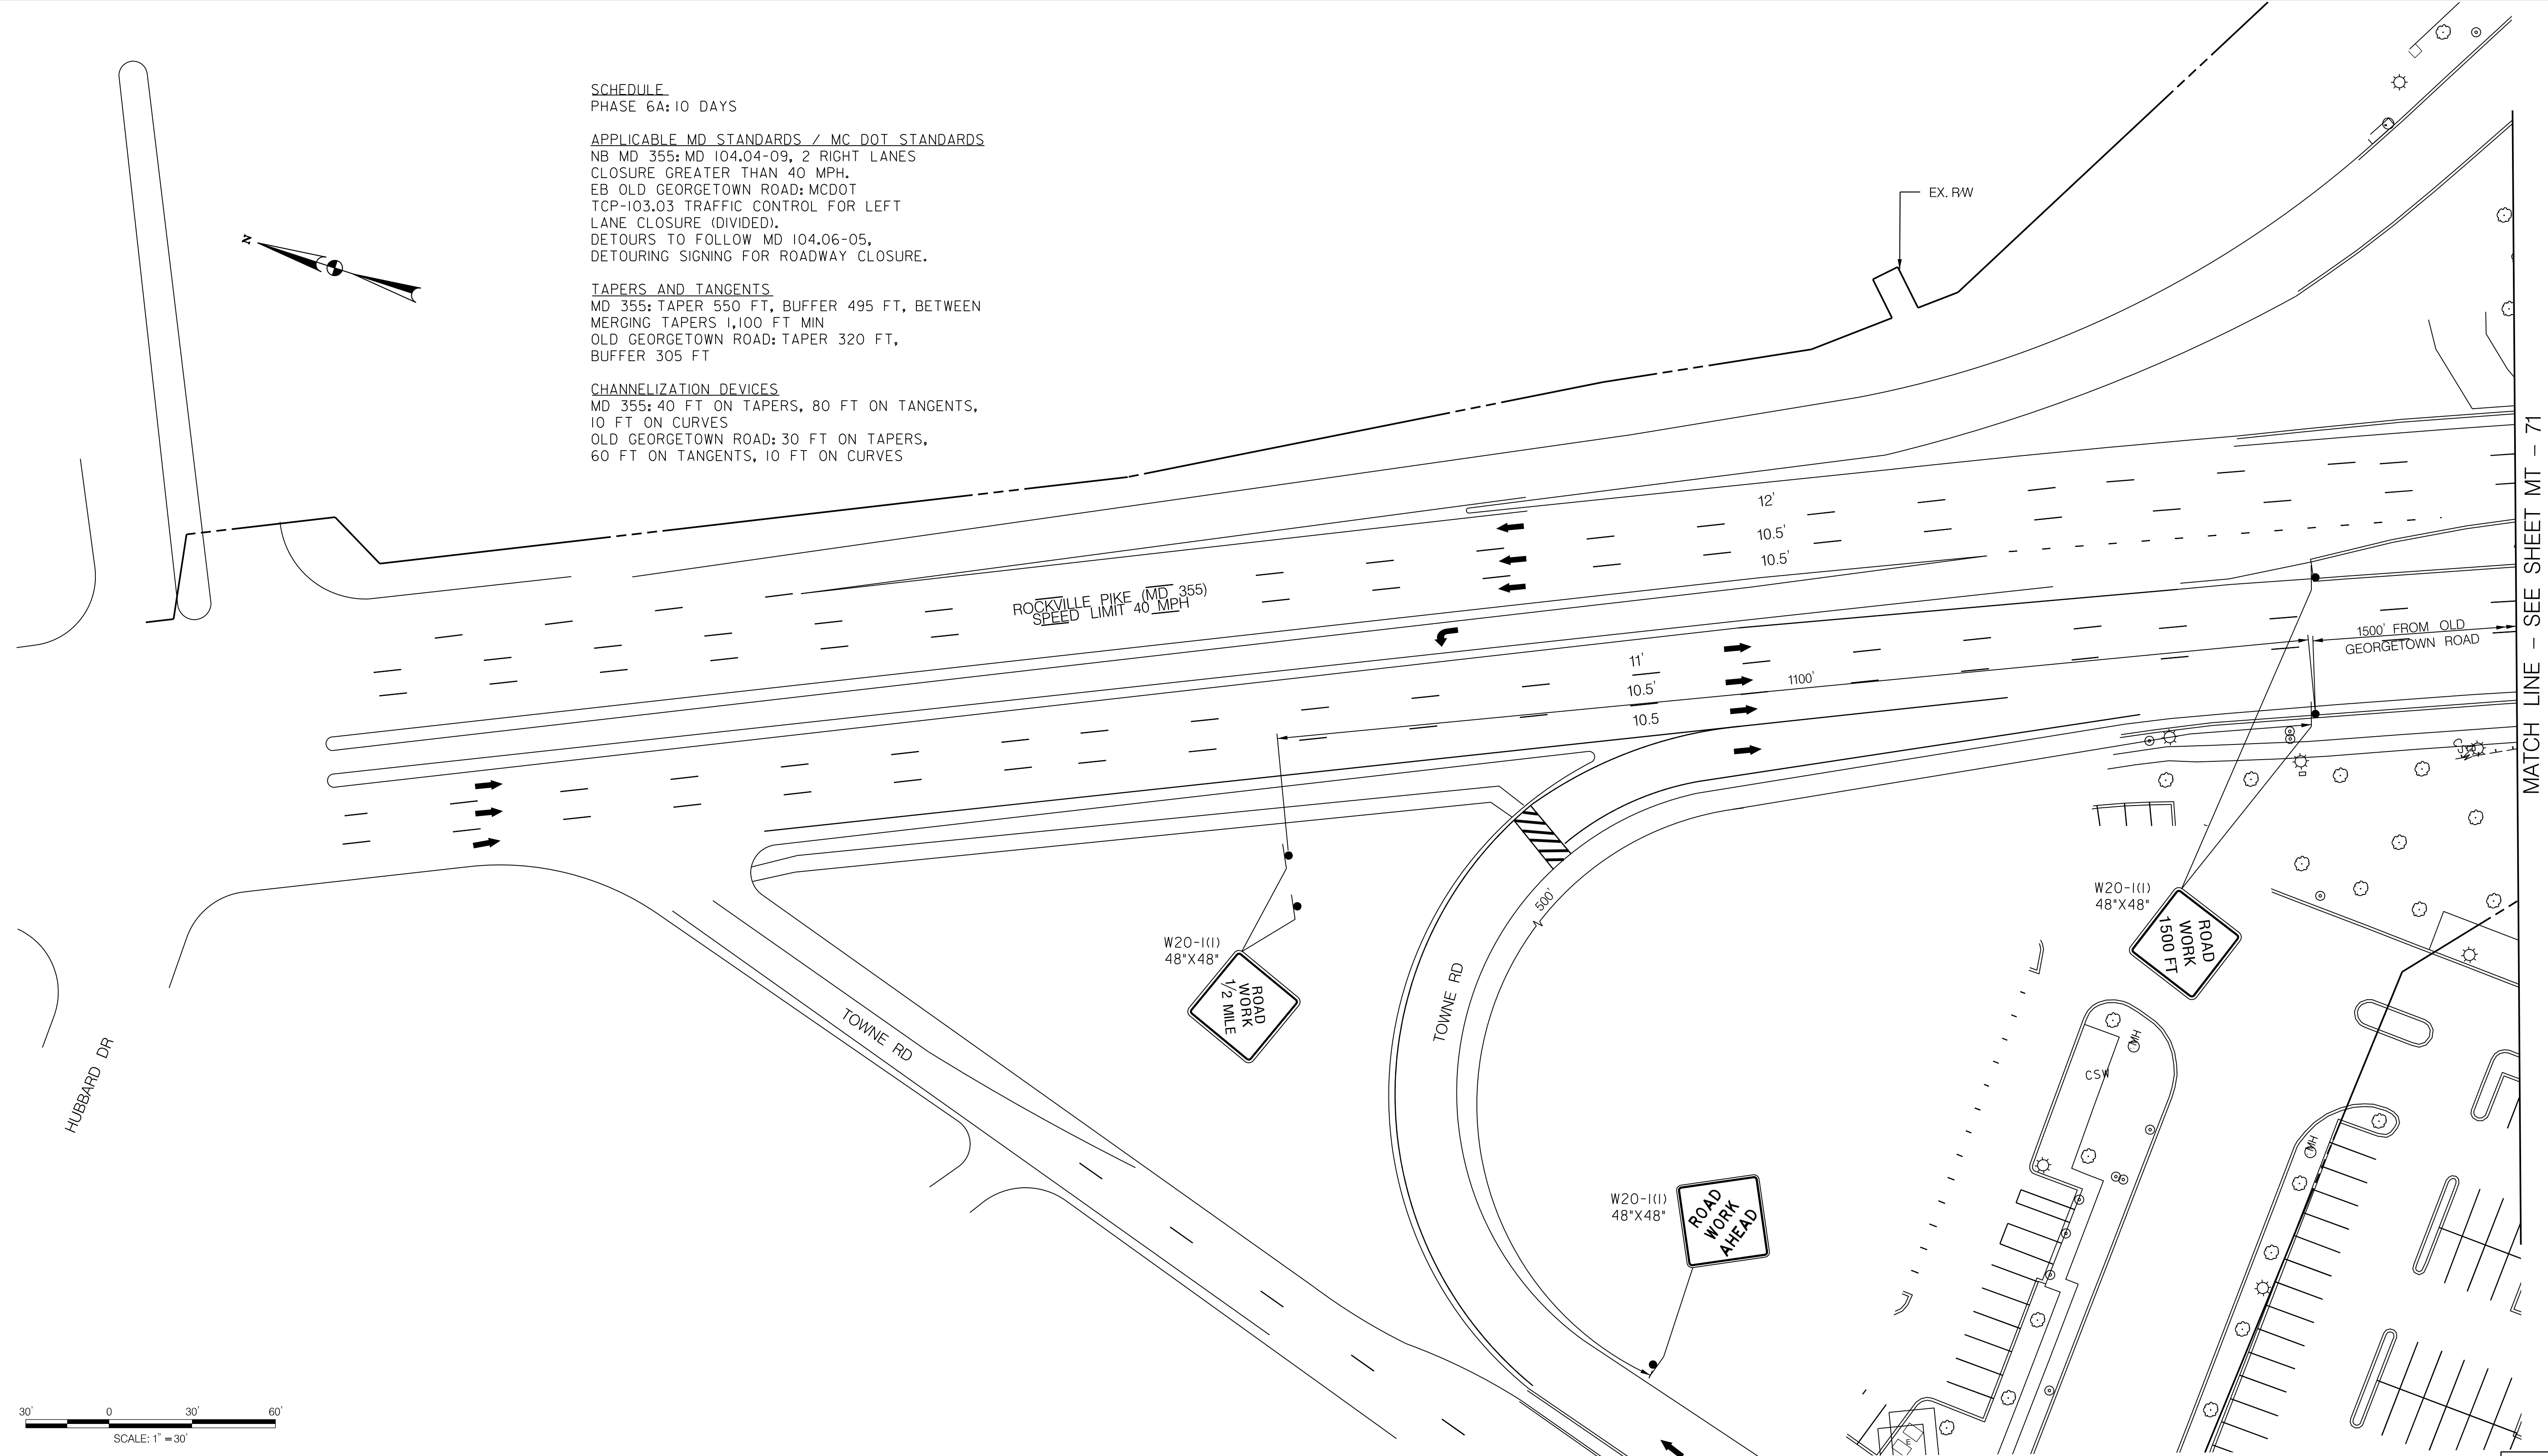 SCHEDULE
PHASE 6A: 10 DAYS
APPLICABLE MD STANDARDS / MC DOT STANDARDS
NB MD 355: MD 104.04-09, 2 RIGHT LANES
CLOSURE GREATER THAN 40 MPH.
EB OLD GEORGETOWN ROAD: MCDOT
TCP-103.03 TRAFFIC CONTROL FOR LEFT
LANE CLOSURE (DIVIDED).
DETOURS TO FOLLOW MD 104.06-05,
DETOURING SIGNING FOR ROADWAY CLOSURE.
TAPERS AND TANGENTS
MD 355: TAPER 550 FT, BUFFER 495 FT, BETWEEN
MERGING TAPERS 1,100 FT MIN
OLD GEORGETOWN ROAD: TAPER 320 FT,
BUFFER 305 FT
CHANNELIZATION DEVICES
MD 355: 40 FT ON TAPERS, 80 FT ON TANGENTS,
10 FT ON CURVES
OLD GEORGETOWN ROAD: 30 FT ON TAPERS,
60 FT ON TANGENTS, 10 FT ON CURVES
N
EX. R/W
12'
10.5'
10.5'
ROCKVILLE PIKE (MD 355)
SPEED LIMIT 40 MPH
11'
10.5'
10.5
1100'
1500' FROM OLD
GEORGETOWN ROAD
MATCH LINE - SEE SHEET MT - 71
CSW
W20-1(1)
48"X48"
ROAD
WORK
1500 FT
W20-1(1)
48"X48"
ROAD
WORK
1/2 MILE
500'
TOWNE RD
TOWNE RD
HUBBARD DR
MH
CSW
MH
W20-1(1)
48"X48"
ROAD
WORK
AHEAD
E
30'
0
30'
60'
SCALE: 1" = 30'